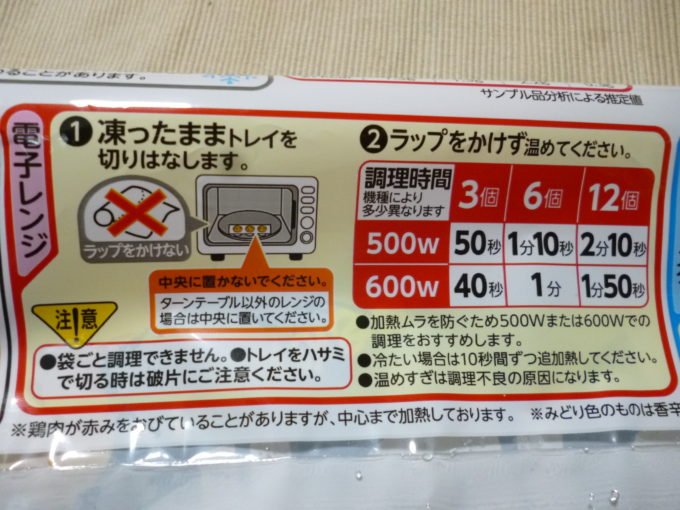 ることがあります。
サンプル品分析による推定値
電子レンジ
1 凍ったままトレイを
切りはなします。
ラップをかけない
中央に置かないでください。
ターンテーブル以外のレンジの
場合は中央に置いてください。
注!意
●袋ごと調理できません。●トレイをハサミ
で切る時は破片にご注意ください。
2 ラップをかけず温めてください。
調理時間
機種により
多少異なります
3個 6個 12個
500W 50秒 1分10秒 2分10秒
600W 40秒 1分 1分50秒
●加熱ムラを防ぐため500Wまたは600Wでの
調理をおすすめします。
●冷たい場合は10秒間ずつ追加熱してください。
●温めすぎは調理不良の原因になります。
※鶏肉が赤みをおびていることがありますが、中心まで加熱しております。 ※みどり色のものは香辛